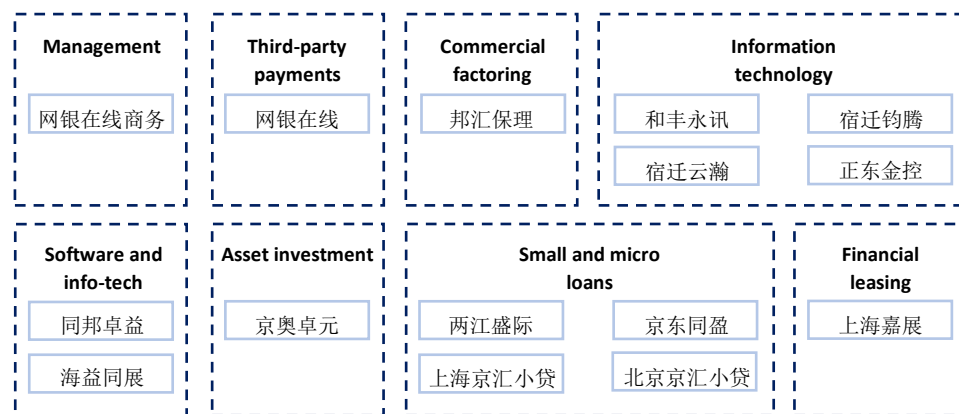 Management
网银在线商务
Third-party
payments
网银在线
Commercial
factoring
邦汇保理
Information
technology
和丰永讯
宿迁钧腾
宿迁云瀚
正东金控
Software and
info-tech
同邦卓益
海益同展
Asset investment
京奥卓元
Small and micro
loans
两江盛际
京东同盈
上海京汇小贷
北京京汇小贷
Financial
leasing
上海嘉展